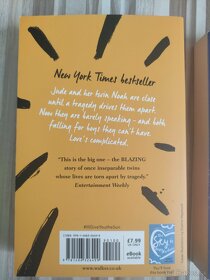 New York Times bestseller
Jude and her twin Noah are close
until a tragedy drives them apart.
Now they are barely speaking – and both
falling for boys they can't have.
Love's complicated.
"This is the big one – the BLAZING
story of once inseparable twins
whose lives are torn apart by tragedy."
Entertainment Weekly
#IllGiveYoutheSun
£7.99
eBook
available
www.walker.co.uk